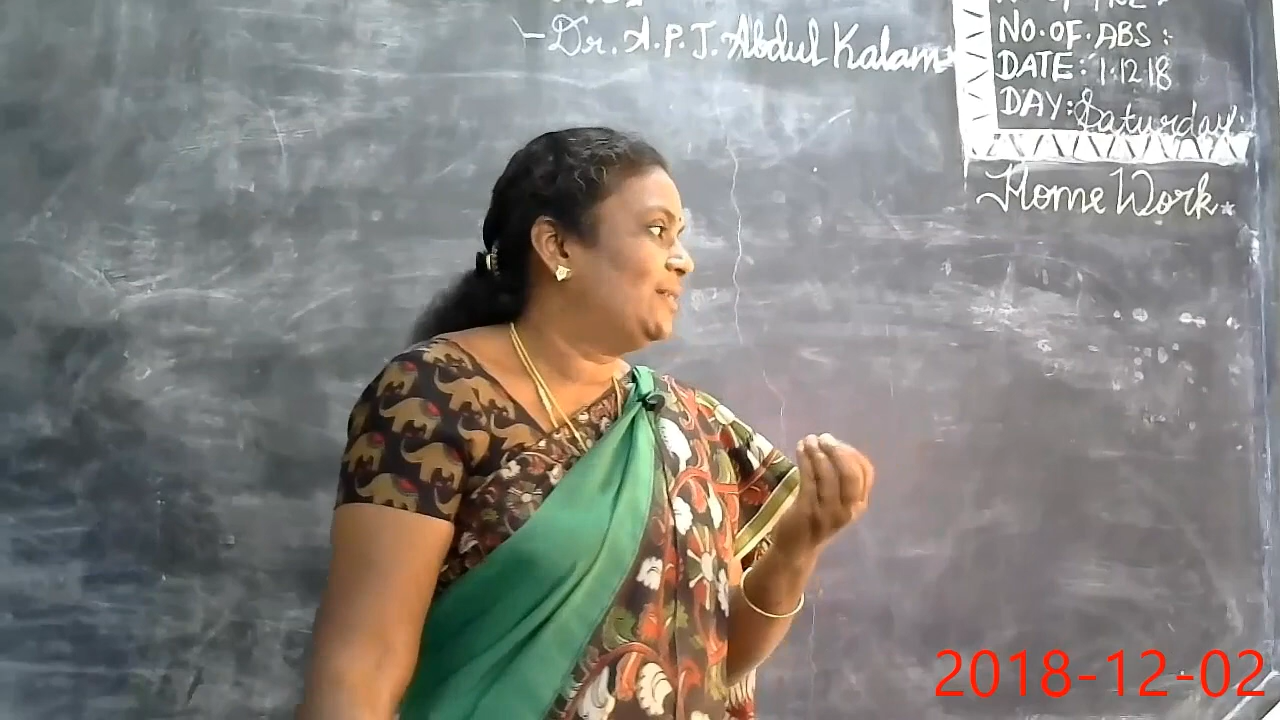 - Dr. A.P.J. Abdul Kalam
NO. OF. ABS :
DATE : 1.12.18
DAY : Saturday.
Home Work
2018-12-02